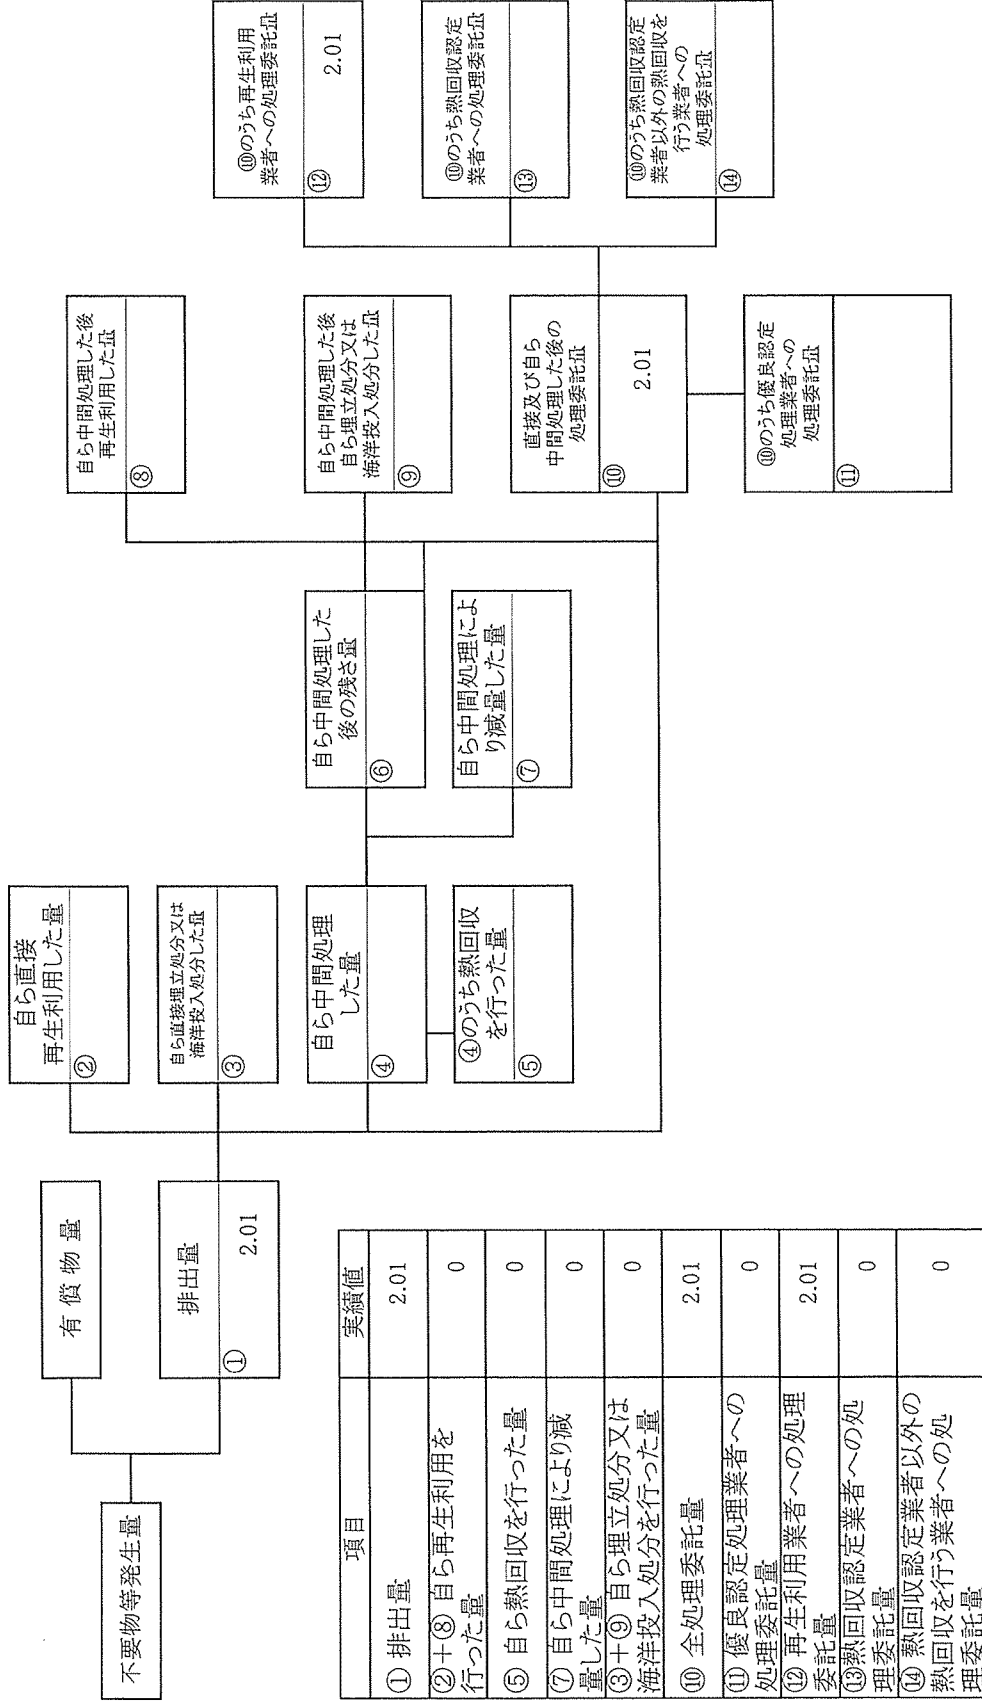 不要物等発生量
有償物量
排出量
①
2.01
自ら直接
再生利用した量
②
自ら直接埋立処分又は
海洋投入処分した量
③
自ら中間処理
した量
④
④のうち熱回収
を行った量
⑤
自ら中間処理した
後の残さ量
⑥
自ら中間処理によ
り減量した量
⑦
自ら中間処理した後
再生利用した量
⑧
自ら中間処理した後
自ら埋立処分又は
海洋投入処分した量
⑨
直接及び自ら
中間処理した後の
処理委託量
⑩
2.01
⑩のうち優良認定
処理業者への
処理委託量
⑪
⑩のうち再生利用
業者への処理委託量
⑫
2.01
⑩のうち熱回収認定
業者への処理委託量
⑬
⑩のうち熱回収認定
業者以外の熱回収を
行う業者への
処理委託量
⑭
項目 実績値
① 排出量 2.01
②+⑧ 自ら再生利用を
行った量 0
⑤ 自ら熱回収を行った量 0
⑦ 自ら中間処理により減
量した量 0
③+⑨ 自ら埋立処分又は
海洋投入処分を行った量 0
⑩ 全処理委託量 2.01
⑪ 優良認定処理業者への
処理委託量 0
⑫ 再生利用業者への処理
委託量 2.01
⑬熱回収認定業者への処
理委託量 0
⑭ 熱回収認定業者以外の
熱回収を行う業者への処
理委託量 0